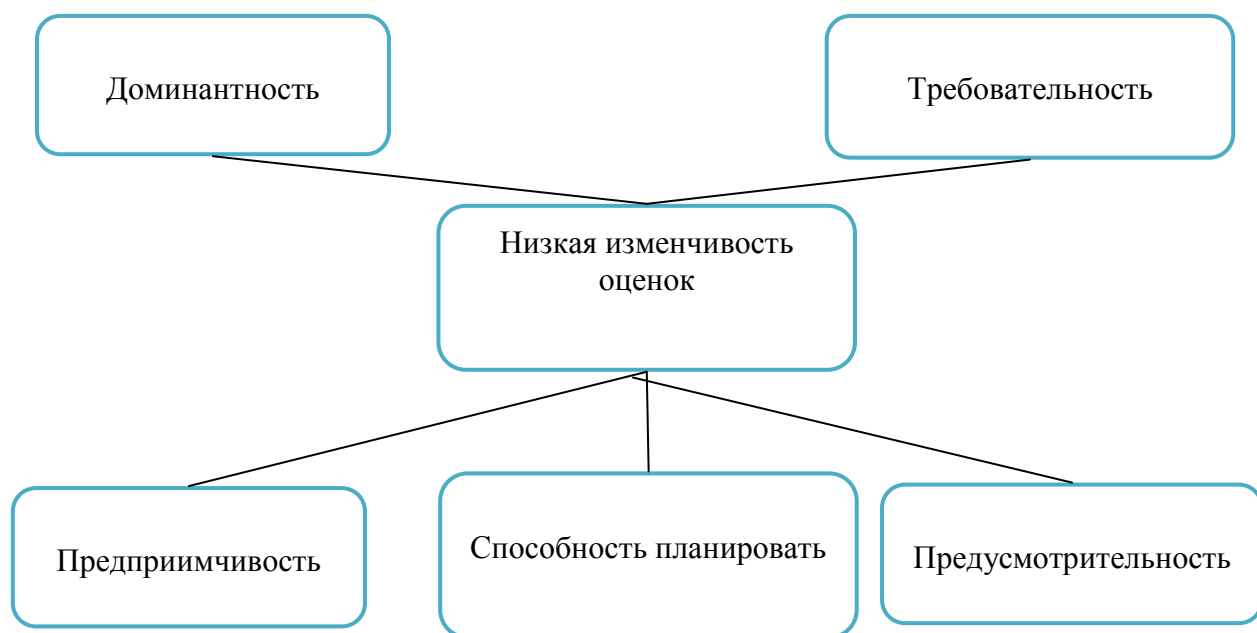 Доминантность
Требовательность
Низкая изменчивость
оценок
Предприимчивость
Способность планировать
Предусмотрительность